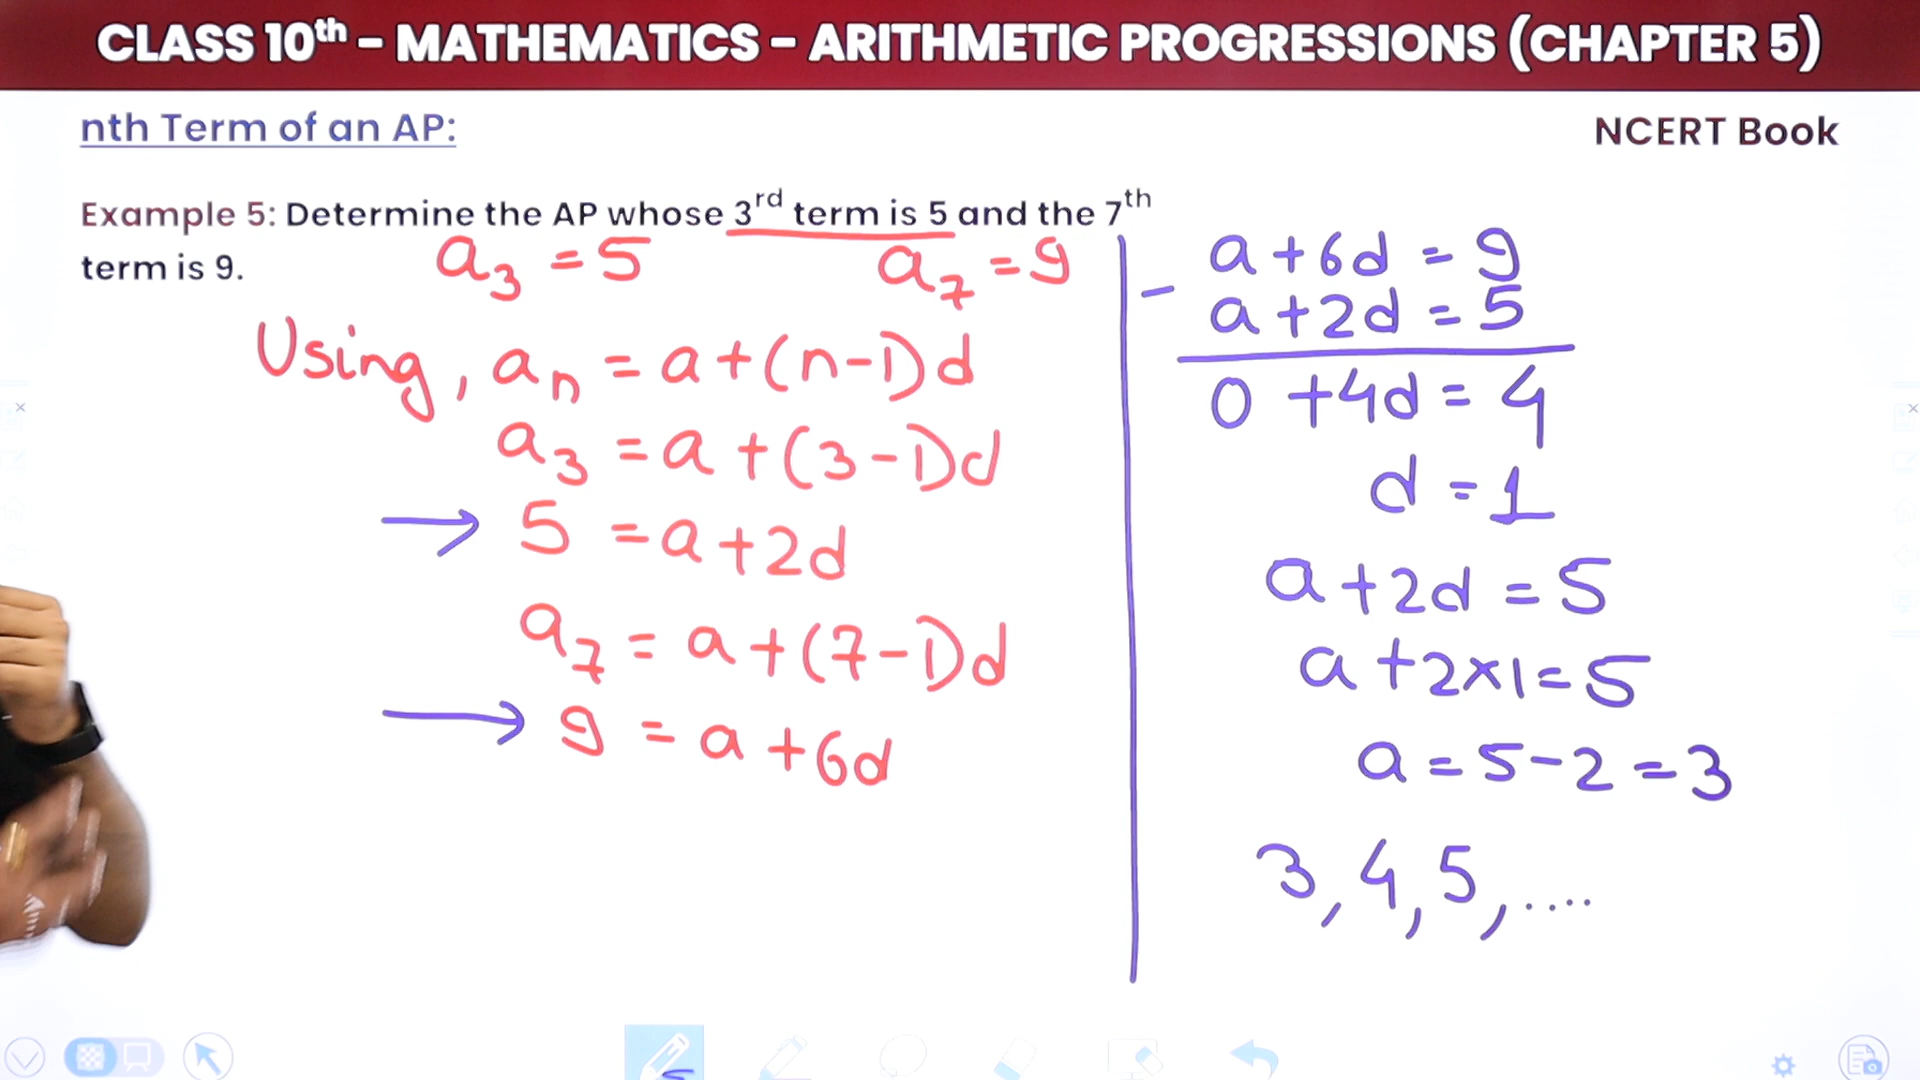 CLASS 10th – MATHEMATICS – ARITHMETIC PROGRESSIONS (CHAPTER 5)
nth Term of an AP:
NCERT Book
Example 5: Determine the AP whose 3rd term is 5 and the 7th
term is 9.
a₃ = 5
a₇ = 9
Using, aₙ = a + (n-1)d
a₃ = a + (3-1)d
→ 5 = a + 2d
a₇ = a + (7-1)d
→ 9 = a + 6d
a + 6d = 9
- a + 2d = 5
0 + 4d = 4
d = 1
a + 2d = 5
a + 2×1 = 5
a = 5 - 2 = 3
3, 4, 5, ....